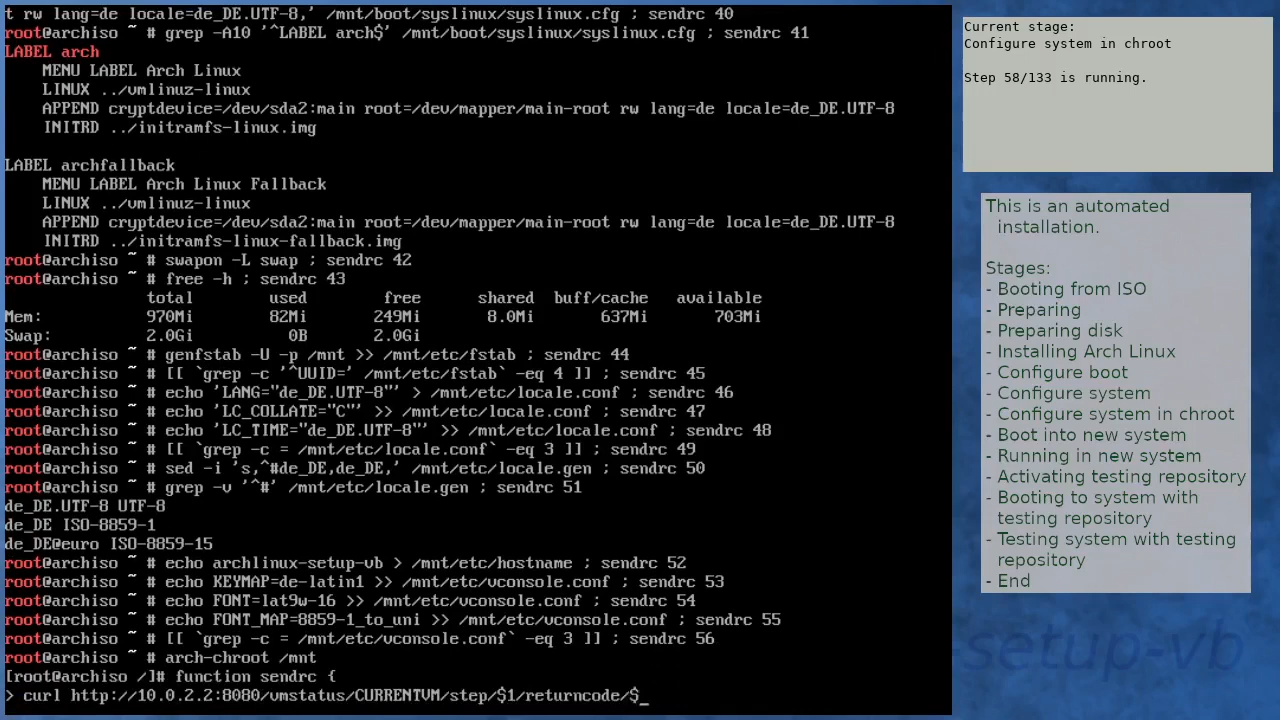 t rw lang=de locale=de_DE.UTF-8,' /mnt/boot/syslinux/syslinux.cfg ; sendrc 40
root@archiso ~ # grep -A10 '^LABEL arch$' /mnt/boot/syslinux/syslinux.cfg ; sendrc 41
LABEL arch
    MENU LABEL Arch Linux
    LINUX ../vmlinuz-linux
    APPEND cryptdevice=/dev/sda2:main root=/dev/mapper/main-root rw lang=de locale=de_DE.UTF-8
    INITRD ../initramfs-linux.img
LABEL archfallback
    MENU LABEL Arch Linux Fallback
    LINUX ../vmlinuz-linux
    APPEND cryptdevice=/dev/sda2:main root=/dev/mapper/main-root rw lang=de locale=de_DE.UTF-8
    INITRD ../initramfs-linux-fallback.img
root@archiso ~ # swapon -L swap ; sendrc 42
root@archiso ~ # free -h ; sendrc 43
               total        used        free      shared  buff/cache   available
Mem:           970Mi        82Mi       249Mi       8.0Mi       637Mi       703Mi
Swap:          2.0Gi          0B       2.0Gi
root@archiso ~ # genfstab -U -p /mnt >> /mnt/etc/fstab ; sendrc 44
root@archiso ~ # [[ `grep -c '^UUID=' /mnt/etc/fstab` -eq 4 ]] ; sendrc 45
root@archiso ~ # echo 'LANG="de_DE.UTF-8"' > /mnt/etc/locale.conf ; sendrc 46
root@archiso ~ # echo 'LC_COLLATE="C"' >> /mnt/etc/locale.conf ; sendrc 47
root@archiso ~ # echo 'LC_TIME="de_DE.UTF-8"' >> /mnt/etc/locale.conf ; sendrc 48
root@archiso ~ # [[ `grep -c = /mnt/etc/locale.conf` -eq 3 ]] ; sendrc 49
root@archiso ~ # sed -i 's,^#de_DE,de_DE,' /mnt/etc/locale.gen ; sendrc 50
root@archiso ~ # grep -v '^#' /mnt/etc/locale.gen ; sendrc 51
de_DE.UTF-8 UTF-8
de_DE ISO-8859-1
de_DE@euro ISO-8859-15
root@archiso ~ # echo archlinux-setup-vb > /mnt/etc/hostname ; sendrc 52
root@archiso ~ # echo KEYMAP=de-latin1 >> /mnt/etc/vconsole.conf ; sendrc 53
root@archiso ~ # echo FONT=lat9w-16 >> /mnt/etc/vconsole.conf ; sendrc 54
root@archiso ~ # echo FONT_MAP=8859-1_to_uni >> /mnt/etc/vconsole.conf ; sendrc 55
root@archiso ~ # [[ `grep -c = /mnt/etc/vconsole.conf` -eq 3 ]] ; sendrc 56
root@archiso ~ # arch-chroot /mnt
[root@archiso /]# function sendrc {
> curl http://10.0.2.2:8080/vmstatus/CURRENTVM/step/$1/returncode/$_
Current stage:
Configure system in chroot
Step 58/133 is running.
This is an automated
installation.
Stages:
- Booting from ISO
- Preparing
- Preparing disk
- Installing Arch Linux
- Configure boot
- Configure system
- Configure system in chroot
- Boot into new system
- Running in new system
- Activating testing repository
- Booting to system with
testing repository
- Testing system with testing
repository
- End
-setup-vb